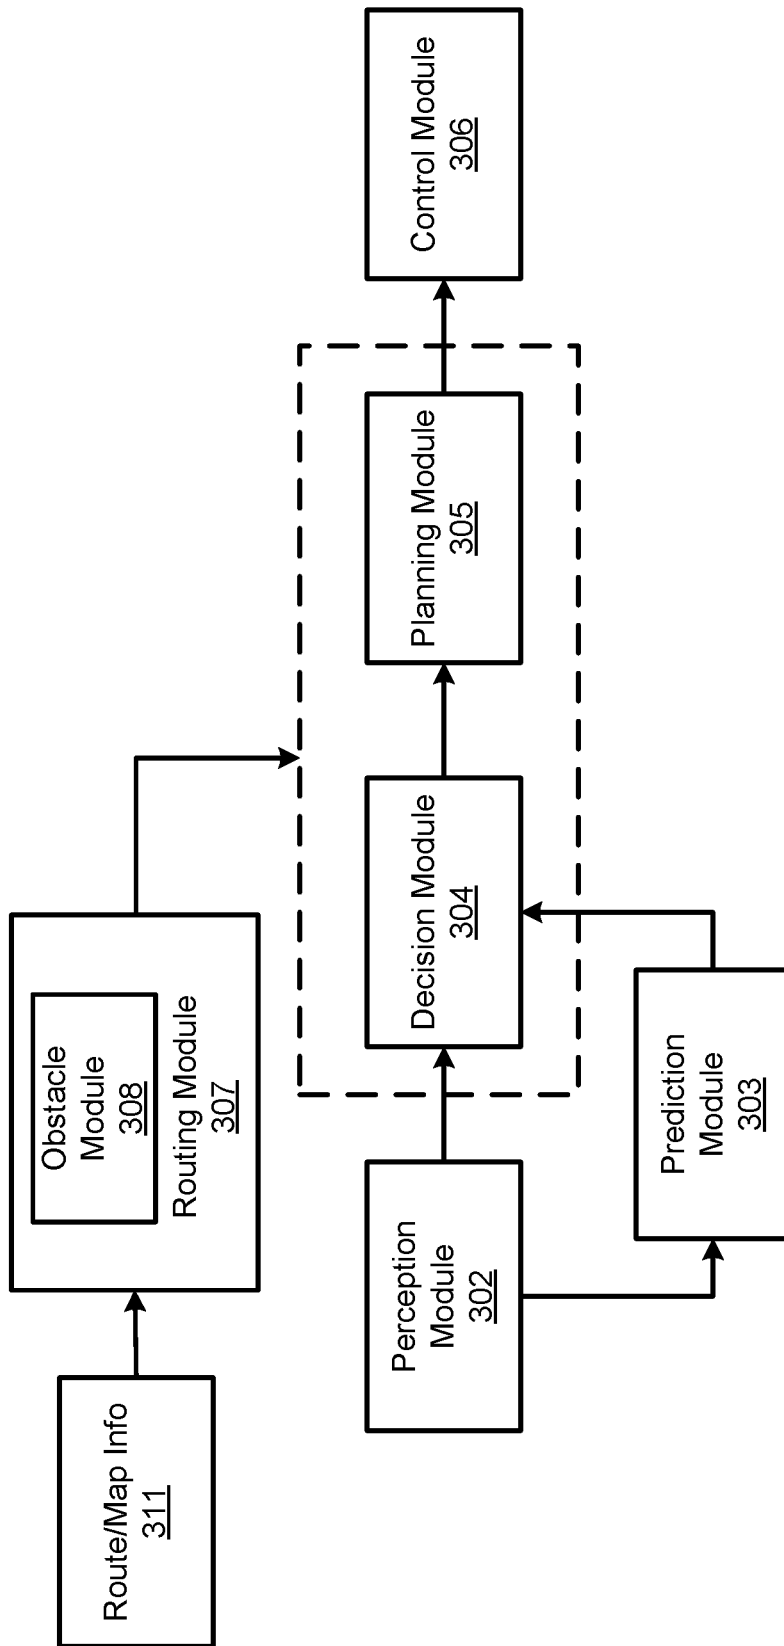 Route/Map Info
311
Obstacle
Module
308
Routing Module
307
Perception
Module
302
Decision Module
304
Planning Module
305
Control Module
306
Prediction
Module
303